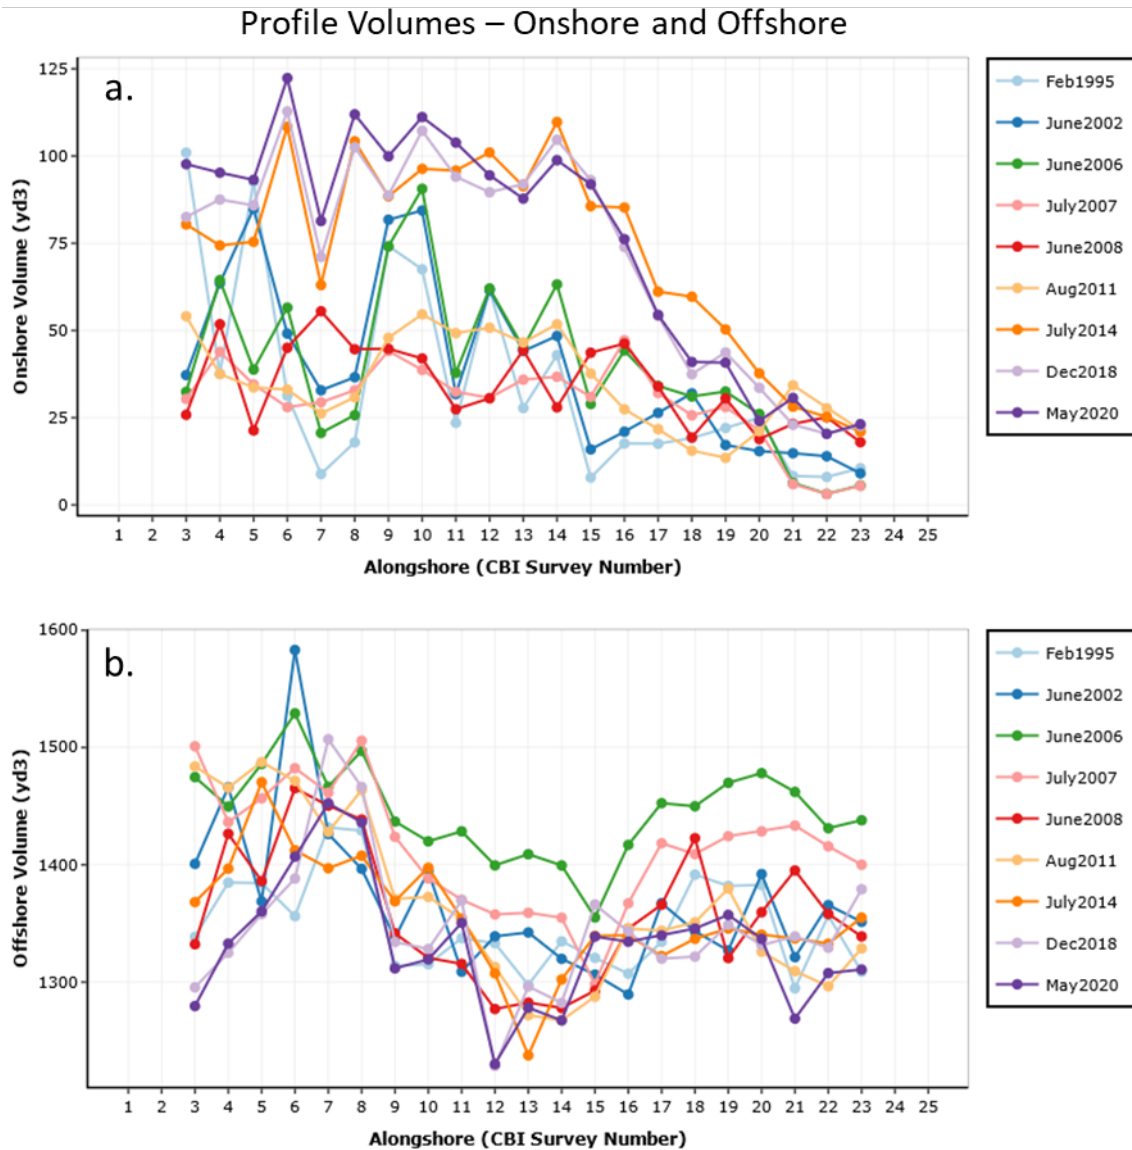 Profile Volumes – Onshore and Offshore
a.
125
100
75
50
25
0
Onshore Volume (yd3)
1 2 3 4 5 6 7 8 9 10 11 12 13 14 15 16 17 18 19 20 21 22 23 24 25
Alongshore (CBI Survey Number)
Feb1995
June2002
June2006
July2007
June2008
Aug2011
July2014
Dec2018
May2020
b.
1600
1500
1400
1300
Offshore Volume (yd3)
1 2 3 4 5 6 7 8 9 10 11 12 13 14 15 16 17 18 19 20 21 22 23 24 25
Alongshore (CBI Survey Number)
Feb1995
June2002
June2006
July2007
June2008
Aug2011
July2014
Dec2018
May2020